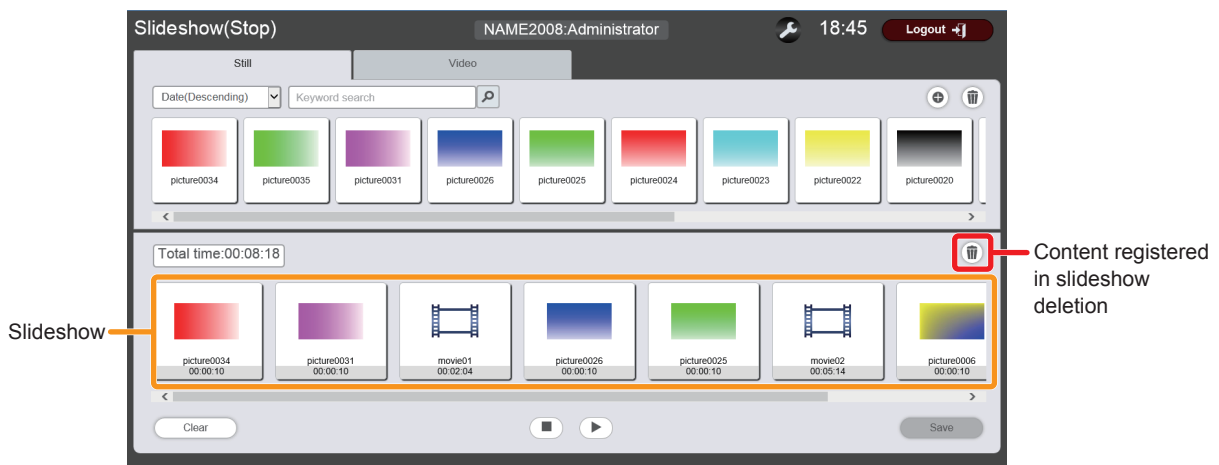 Slideshow(Stop)
NAME2008:Administrator
18:45
Logout
Still
Video
Date(Descending)
Keyword search
picture0034
picture0035
picture0031
picture0026
picture0025
picture0024
picture0023
picture0022
picture0020
Total time:00:08:18
Content registered
in slideshow
deletion
Slideshow
picture0034
00:00:10
picture0031
00:00:10
movie01
00:02:04
picture0026
00:00:10
picture0025
00:00:10
movie02
00:05:14
picture0006
00:00:10
Clear
Save